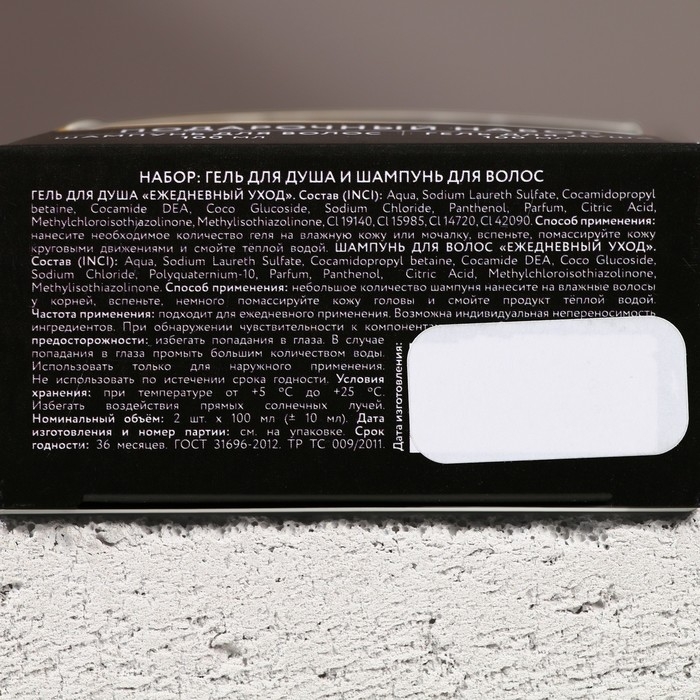 ПОДАРОЧНЫЙ НАБОР
НАБОР: ГЕЛЬ ДЛЯ ДУША И ШАМПУНЬ ДЛЯ ВОЛОС
ГЕЛЬ ДЛЯ ДУША «ЕЖЕДНЕВНЫЙ УХОД». Состав (INCI): Aqua, Sodium Laureth Sulfate, Cocamidopropyl
betaine, Cocamide DEA, Coco Glucoside, Sodium Chloride, Panthenol, Parfum, Citric Acid,
Methylchloroisothjazolinone, Methylisothiazolinone, Cl 19140, Cl 15985, Cl 14720, Cl 42090. Способ применения:
нанесите необходимое количество геля на влажную кожу или мочалку, вспеньте, помассируйте кожу
круговыми движениями и смойте тёплой водой. ШАМПУНЬ ДЛЯ ВОЛОС «ЕЖЕДНЕВНЫЙ УХОД».
Состав (INCI): Aqua, Sodium Laureth Sulfate, Cocamidopropyl betaine, Cocamide DEA, Coco Glucoside,
Sodium Chloride, Polyquaternium-10, Parfum, Panthenol, Citric Acid, Methylchloroisothiazolinone,
Methylisothiazolinone. Способ применения: небольшое количество шампуня нанесите на влажные волосы
у корней, вспеньте, немного помассируйте кожу головы и смойте продукт тёплой водой.
Частота применения: подходит для ежедневного применения. Возможна индивидуальная непереносимость
ингредиентов. При обнаружении чувствительности к
предосторожности: избегать попадания в глаза. В случае
попадания в глаза промыть большим количеством воды.
Использовать только для наружного применения.
Не использовать по истечении срока годности. Условия
хранения: при температуре от +5 °C до +25 °C.
Избегать воздействия прямых солнечных лучей.
Номинальный объём: 2 шт. × 100 мл (± 10 мл). Дата
изготовления и номер партии: см. на упаковке. Срок
годности: 36 месяцев. ГОСТ 31696-2012. ТР ТС 009/2011.
Дата изготовления: